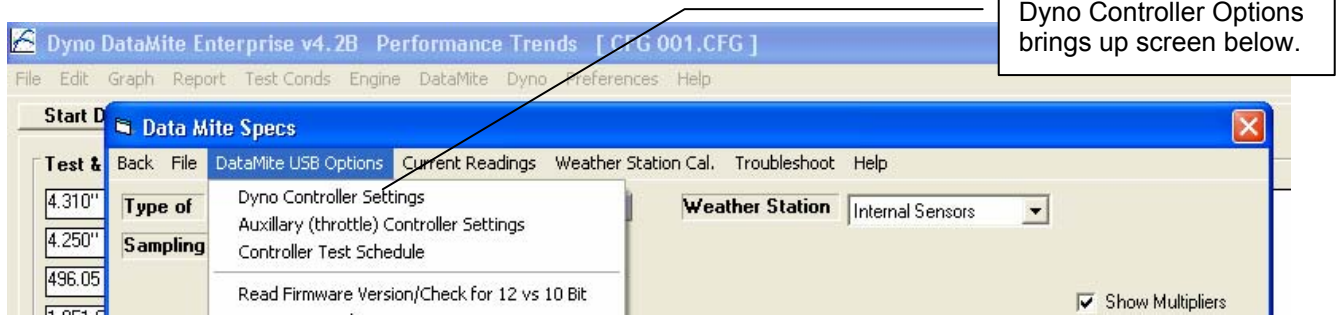 Dyno Controller Options
brings up screen below.
Dyno DataMite Enterprise v4.2B Performance Trends [ CFG 001.CFG ]
File Edit Graph Report Test Conds Engine DataMite Dyno Preferences Help
Start D
Data Mite Specs
Test &
Back File DataMite USB Options Current Readings Weather Station Cal. Troubleshoot Help
4.310"
Type of
Dyno Controller Settings
Weather Station
Internal Sensors
Auxillary (throttle) Controller Settings
4.250"
Sampling
Controller Test Schedule
496.05
Read Firmware Version/Check for 12 vs 10 Bit
Show Multipliers